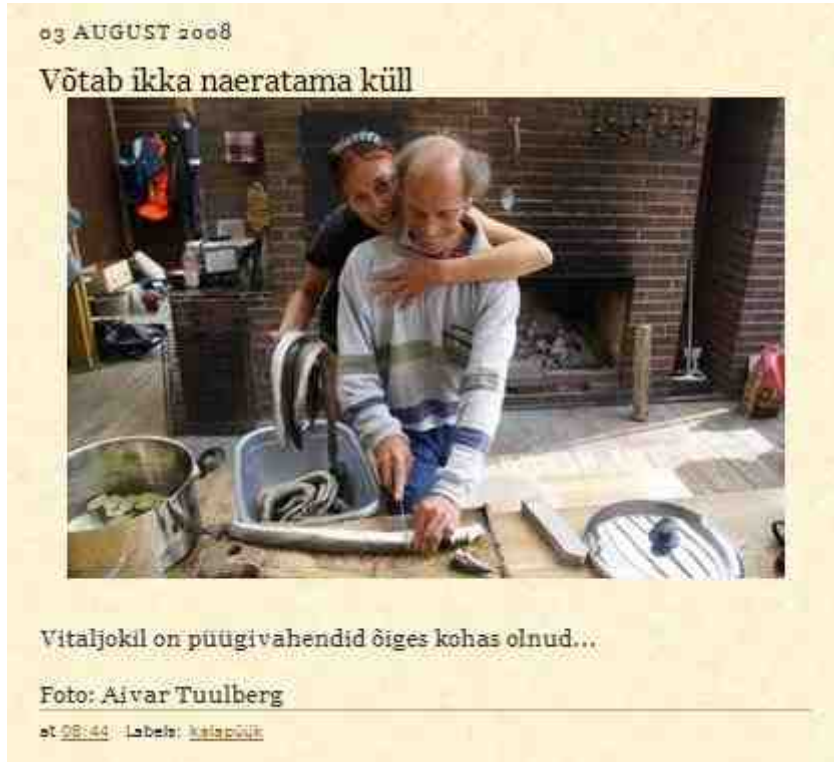 03 AUGUST 2008
Võtab ikka naeratama küll
Vitaljokil on püügivahendid õiges kohas olnud...
Foto: Aivar Tuulberg
at 08:44 Labels: kalapüük